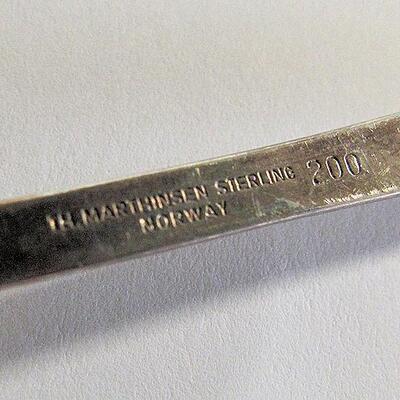 TH. MARTHINSEN STERLING 200
NORWAY